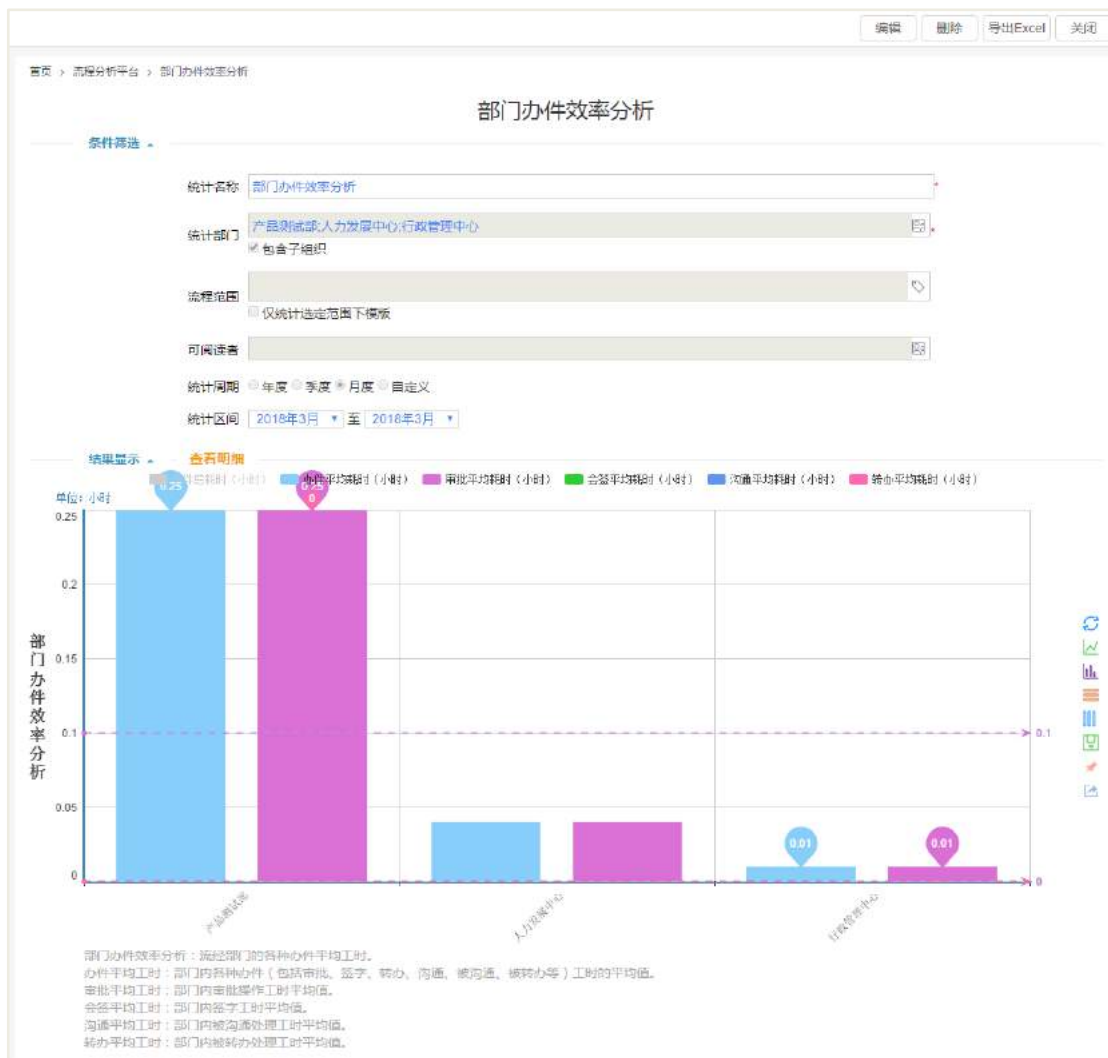 编辑 删除 导出Excel 关闭
首页 > 流程分析平台 > 部门办件效率分析
部门办件效率分析
条件筛选
统计名称 部门办件效率分析 *
统计部门 产品测试部;人力发展中心;行政管理中心 *
包含子组织
流程范围
仅统计选定范围下模版
可阅读者
统计周期 年度 季度 月度 自定义
统计区间 2018年3月 至 2018年3月
结果显示 查看明细
耗时（小时） 办件平均耗时（小时） 审批平均耗时（小时） 会签平均耗时（小时） 沟通平均耗时（小时） 转办平均耗时（小时）
单位：小时
0.25 0.25
0
0.25
0.2
0.15
0.1 0.1
0.05
0.01 0.01
0 0
部门办件效率分析
产品测试部 人力发展中心 行政管理中心
部门办件效率分析：流经部门的各种办件平均工时。
办件平均工时：部门内各种办件（包括审批、签字、转办、沟通、被沟通、被转办等）工时的平均值。
审批平均工时：部门内审批操作工时平均值。
会签平均工时：部门内签字工时平均值。
沟通平均工时：部门内被沟通处理工时平均值。
转办平均工时：部门内被转办处理工时平均值。